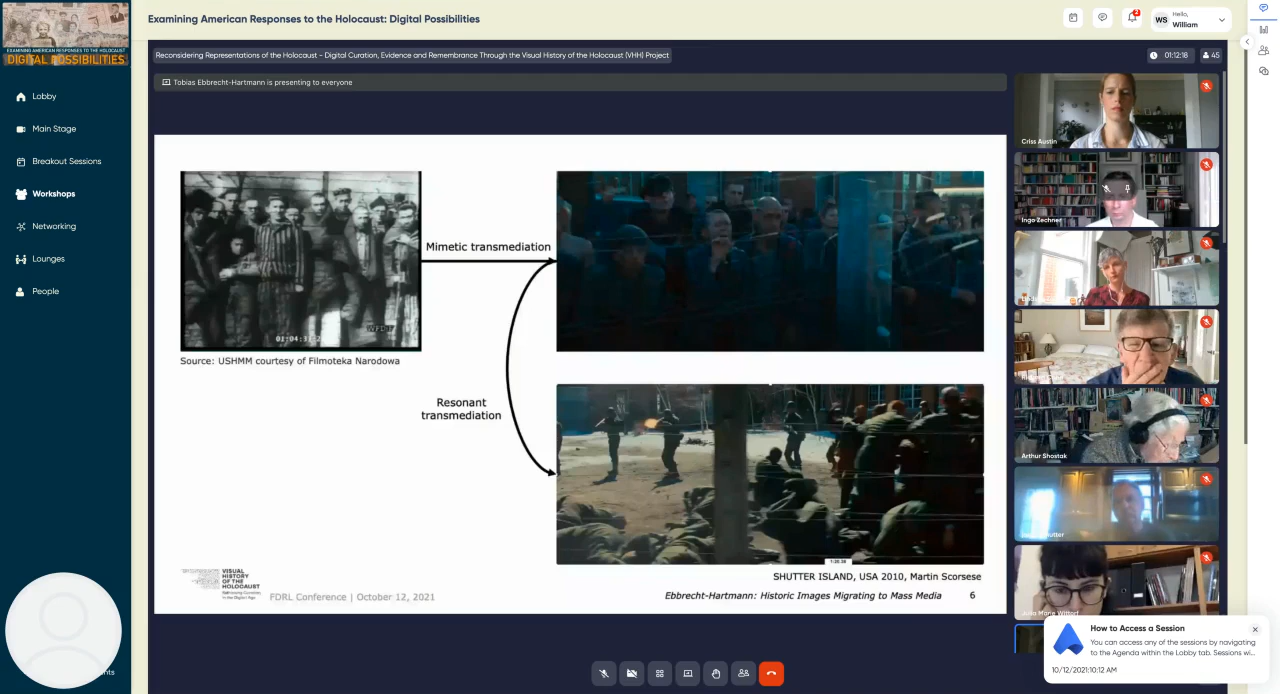 EXAMINING AMERICAN RESPONSES TO THE HOLOCAUST
DIGITAL POSSIBILITIES
Lobby
Main Stage
Breakout Sessions
Workshops
Networking
Lounges
People
nts
Examining American Responses to the Holocaust: Digital Possibilities
WS
Hello,
William
Reconsidering Representations of the Holocaust - Digital Curation, Evidence and Remembrance Through the Visual History of the Holocaust (VHH) Project
01:12:18
45
Tobias Ebbrecht-Hartmann is presenting to everyone
Mimetic transmediation
Source: USHMM courtesy of Filmoteka Narodowa
Resonant
transmediation
SHUTTER ISLAND, USA 2010, Martin Scorsese
VISUAL
HISTORY
OF THE
HOLOCAUST
FDRL Conference | October 12, 2021
Ebbrecht-Hartmann: Historic Images Migrating to Mass Media 6
Criss Austin
Ingo Zechner
Arthur Shostak
How to Access a Session
You can access any of the sessions by navigating
to the Agenda within the Lobby tab. Sessions wi...
10/12/2021:10:12 AM